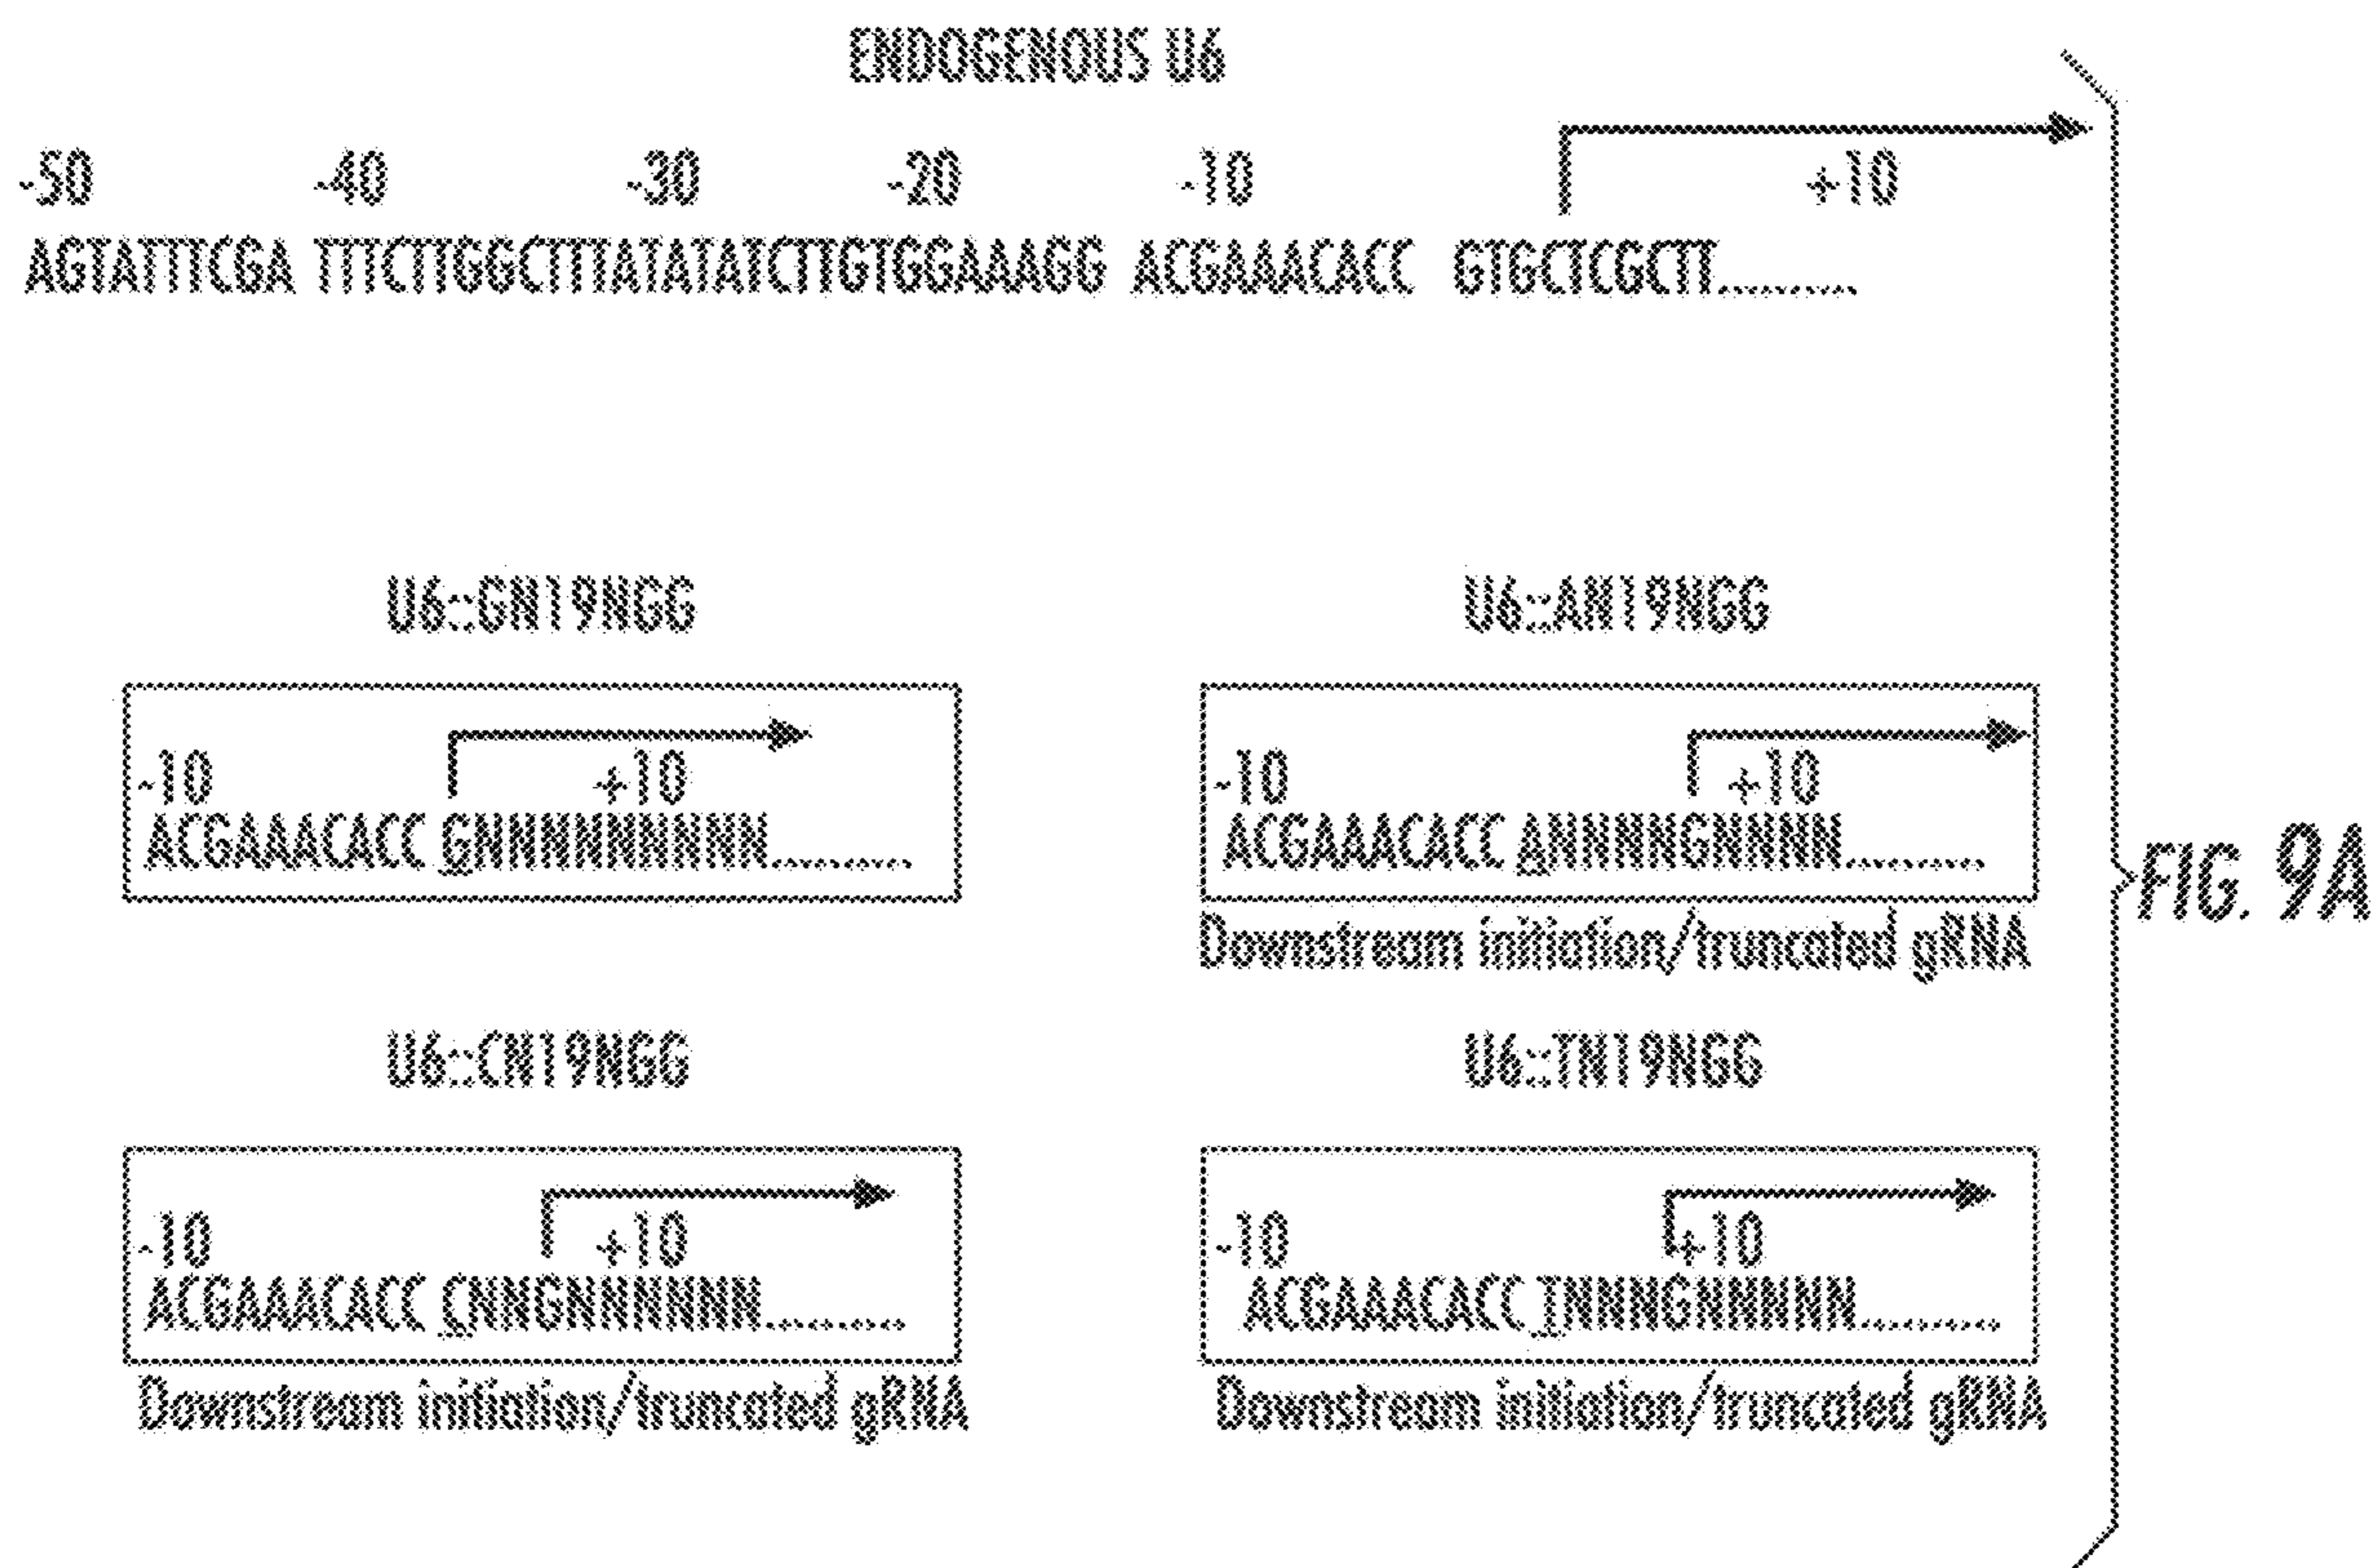 ENDOGENOUS U6
-50 -40 -30 -20 -10 +10
AGTATTTCGA TTTCTTGGCTTTATATATCTTGTGGAAAGG ACGAAACACC GTGCTCGCTT..........
U6::GN19NGG
-10 +10
ACGAAACACC GNNNNNNNNN..........
U6::AN19NGG
-10 +10
ACGAAACACC ANNNNGNNNN..........
Downstream initiation/truncated gRNA
U6::CN19NGG
-10 +10
ACGAAACACC CNNGNNNNNN..........
Downstream initiation/truncated gRNA
U6::TN19NGG
-10 +10
ACGAAACACC TNNNGNNNNN..........
Downstream initiation/truncated gRNA
FIG. 9A